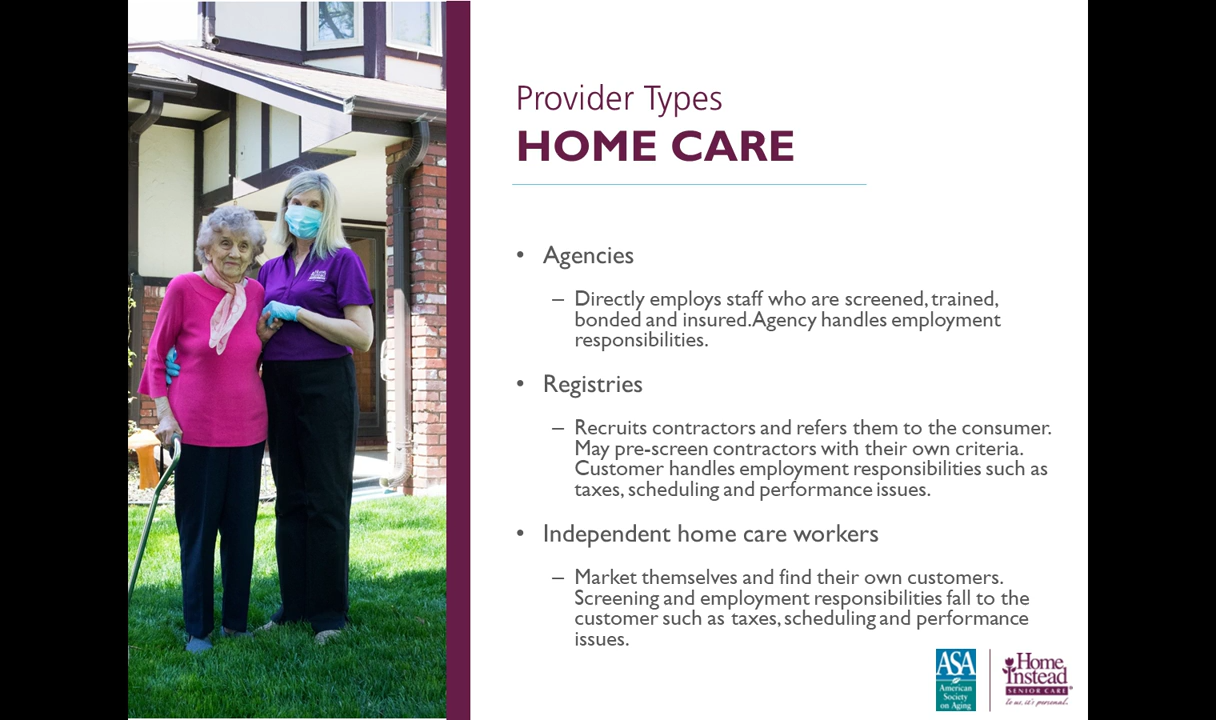 Provider Types
HOME CARE
• Agencies
– Directly employs staff who are screened, trained,
bonded and insured.Agency handles employment
responsibilities.
• Registries
– Recruits contractors and refers them to the consumer.
May pre-screen contractors with their own criteria.
Customer handles employment responsibilities such as
taxes, scheduling and performance issues.
• Independent home care workers
– Market themselves and find their own customers.
Screening and employment responsibilities fall to the
customer such as taxes, scheduling and performance
issues.
ASA
American
Society
on Aging
Home
Instead
SENIOR CARE®
to us, it's personal.